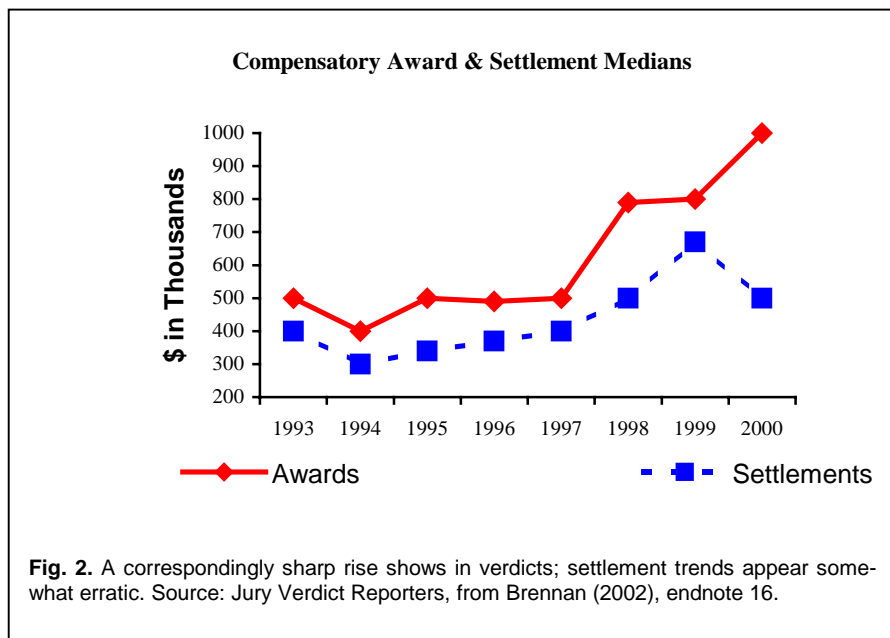 Compensatory Award & Settlement Medians
$ in Thousands
1000
900
800
700
600
500
400
300
200
1993 1994 1995 1996 1997 1998 1999 2000
Awards Settlements
Fig. 2. A correspondingly sharp rise shows in verdicts; settlement trends appear some-
what erratic. Source: Jury Verdict Reporters, from Brennan (2002), endnote 16.